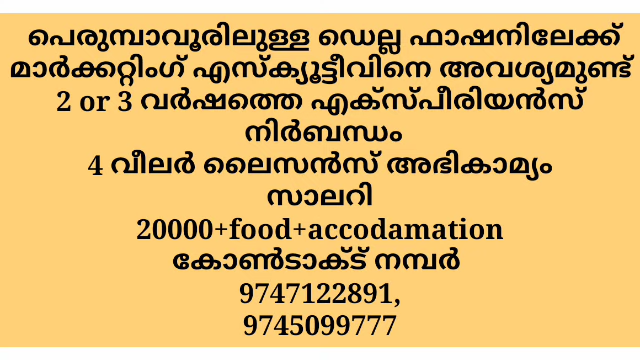 പെരുമ്പാവൂരിലുള്ള ഡെല്ല ഫാഷനിലേക്ക്
മാർക്കറ്റിംഗ് എസ്ക്യൂട്ടീവിനെ അവശ്യമുണ്ട്
2 or 3 വർഷത്തെ എക്സ്പീരിയൻസ്
നിർബന്ധം
4 വീലർ ലൈസൻസ് അഭികാമ്യം
സാലറി
20000+food+accodamation
കോൺടാക്ട് നമ്പർ
9747122891,
9745099777